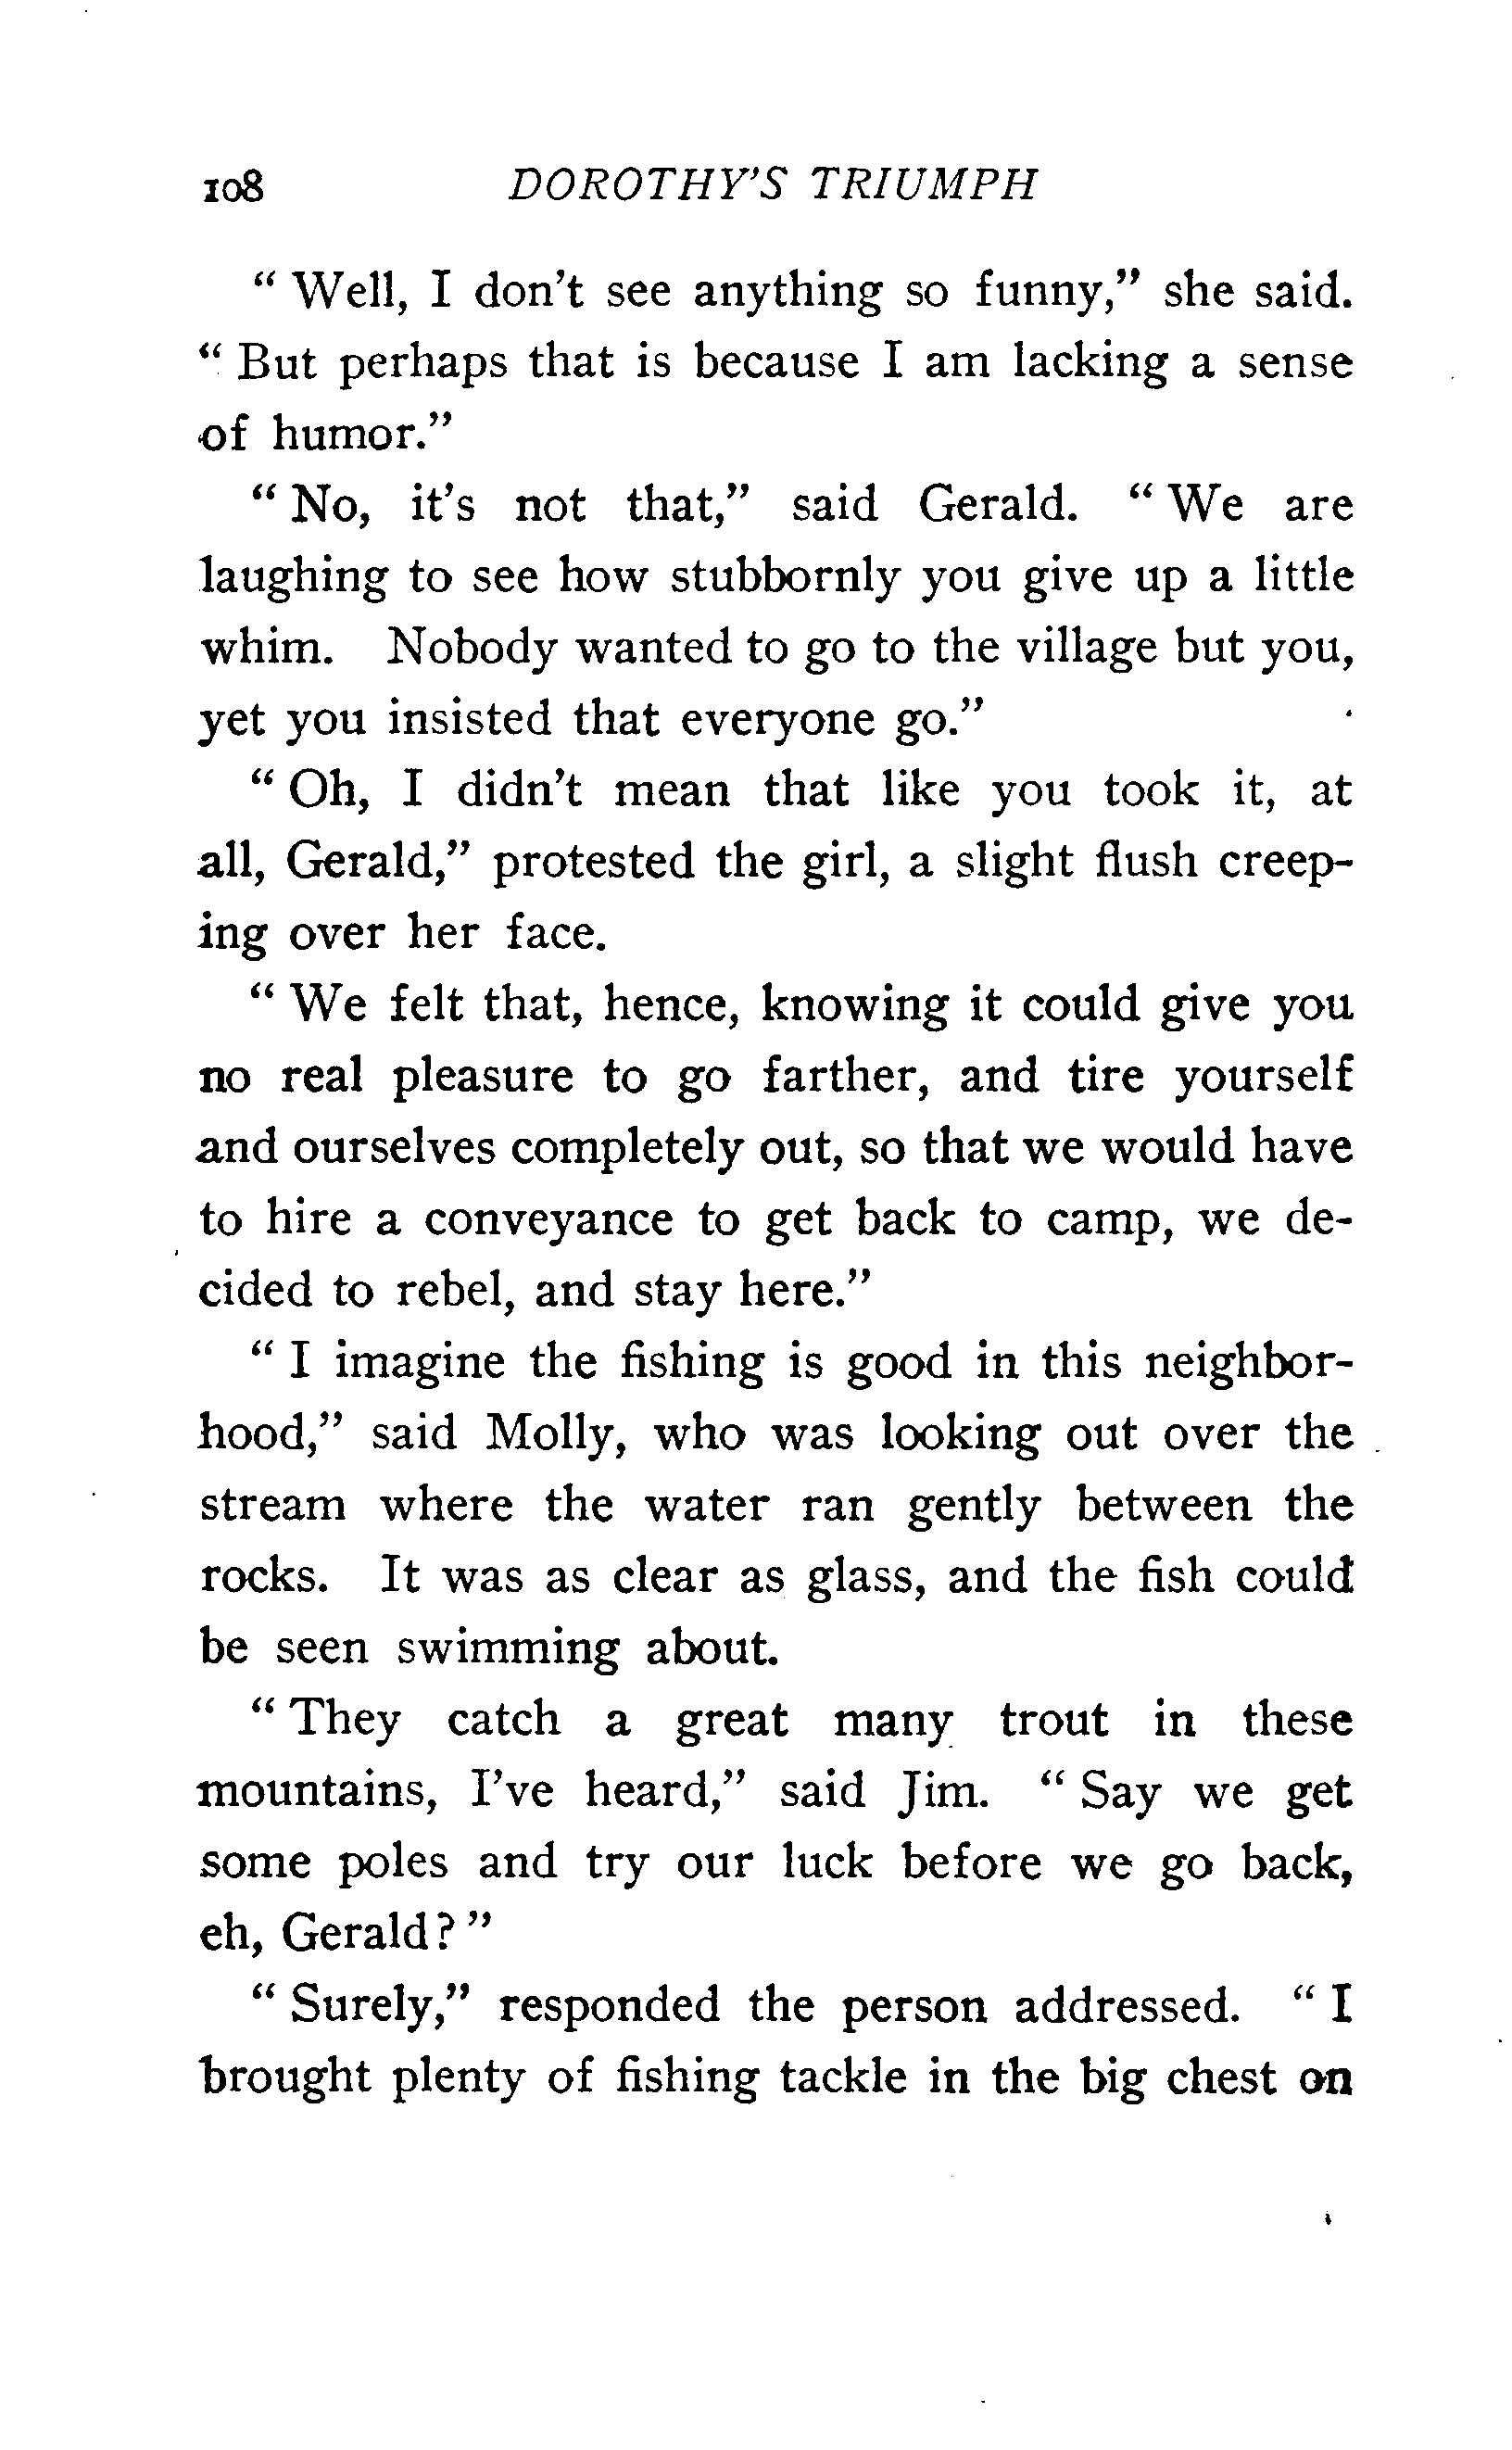 108 DOROTHY'S TRIUMPH
" Well, I don't see anything so funny," she said.
" But perhaps that is because I am lacking a sense
of humor."
" No, it's not that," said Gerald. " We are
laughing to see how stubbornly you give up a little
whim. Nobody wanted to go to the village but you,
yet you insisted that everyone go."
" Oh, I didn't mean that like you took it, at
all, Gerald," protested the girl, a slight flush creep-
ing over her face.
" We felt that, hence, knowing it could give you
no real pleasure to go farther, and tire yourself
and ourselves completely out, so that we would have
to hire a conveyance to get back to camp, we de-
cided to rebel, and stay here."
" I imagine the fishing is good in this neighbor-
hood," said Molly, who was looking out over the
stream where the water ran gently between the
rocks. It was as clear as glass, and the fish could
be seen swimming about.
" They catch a great many trout in these
mountains, I've heard," said Jim. " Say we get
some poles and try our luck before we go back,
eh, Gerald? "
" Surely," responded the person addressed. " I
brought plenty of fishing tackle in the big chest on